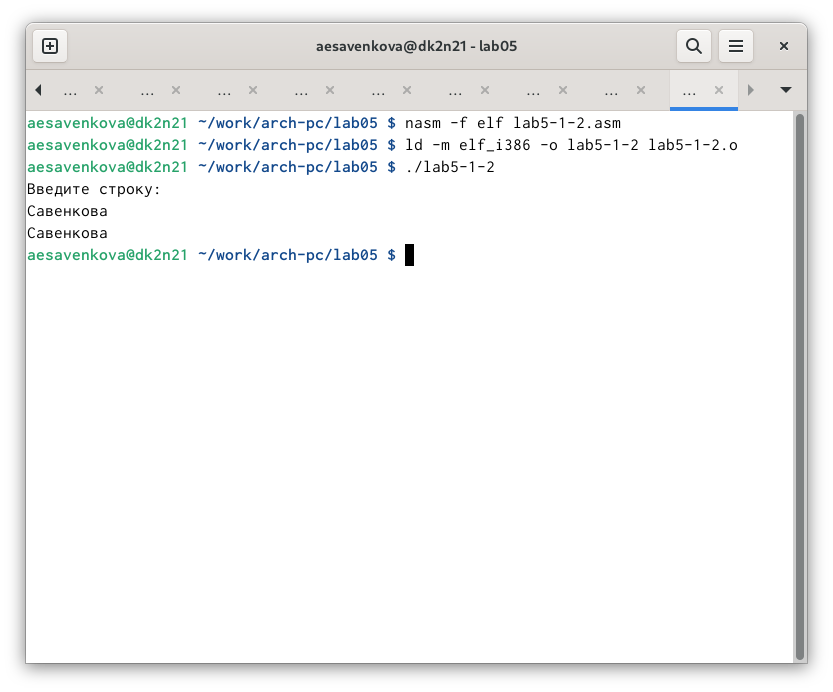 aesavenkova@dk2n21 - lab05
... ... ... ... ... ... ... ... ...
aesavenkova@dk2n21 ~/work/arch-pc/lab05 $ nasm -f elf lab5-1-2.asm
aesavenkova@dk2n21 ~/work/arch-pc/lab05 $ ld -m elf_i386 -o lab5-1-2 lab5-1-2.o
aesavenkova@dk2n21 ~/work/arch-pc/lab05 $ ./lab5-1-2
Введите строку:
Савенкова
Савенкова
aesavenkova@dk2n21 ~/work/arch-pc/lab05 $